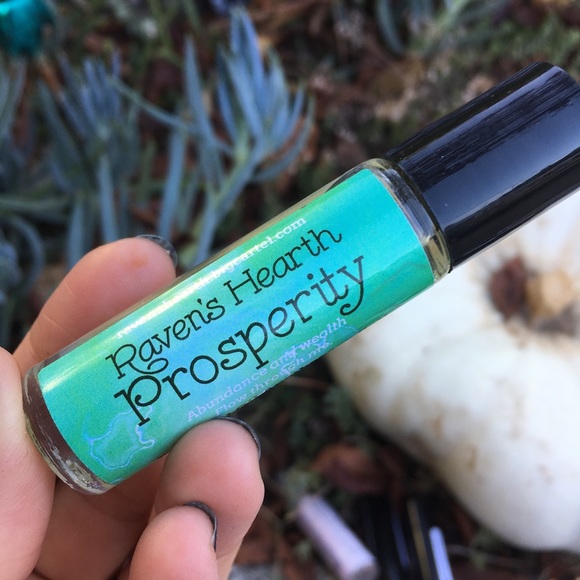 Raven's Hearth
Prosperity
Abundance and wealth
Flow through me